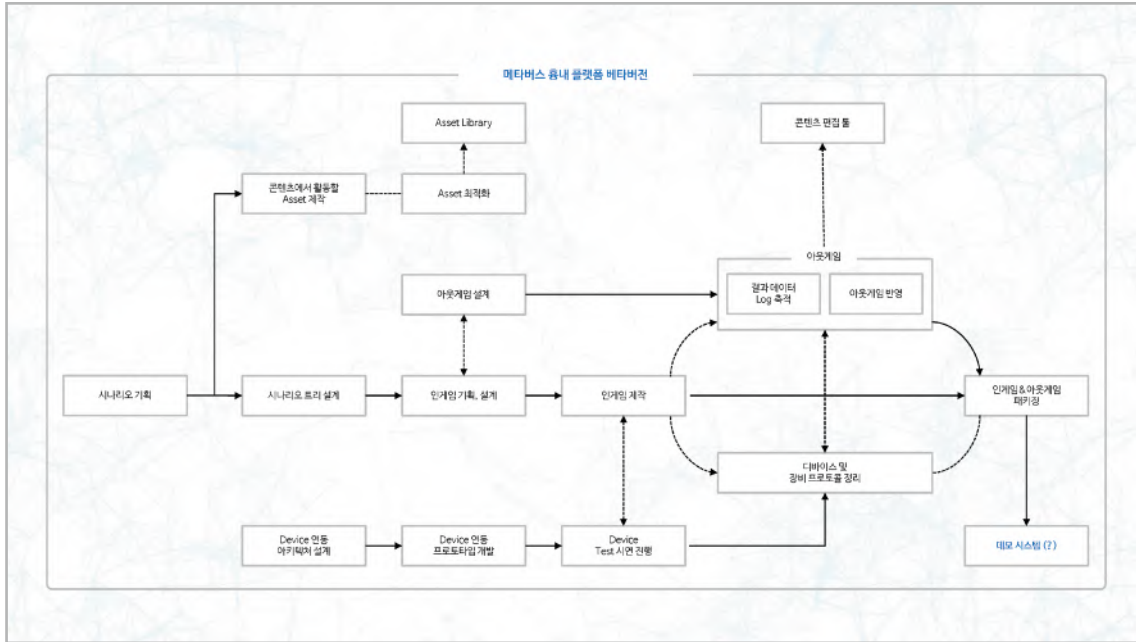 메타버스 흉내 플랫폼 베타버전
Asset Library
콘텐츠 편집 툴
콘텐츠에서 활동할
Asset 제작
Asset 최적화
아웃게임
아웃게임 설계
결과 데이터
Log 축적
아웃게임 반영
시나리오 기획
시나리오 트리 설계
인게임 기획, 설계
인게임 제작
인게임&아웃게임
패키징
디바이스 및
장비 프로토콜 정리
Device 연동
아키텍처 설계
Device 연동
프로토타입 개발
Device
Test 시연 진행
데모 시스템 (?)